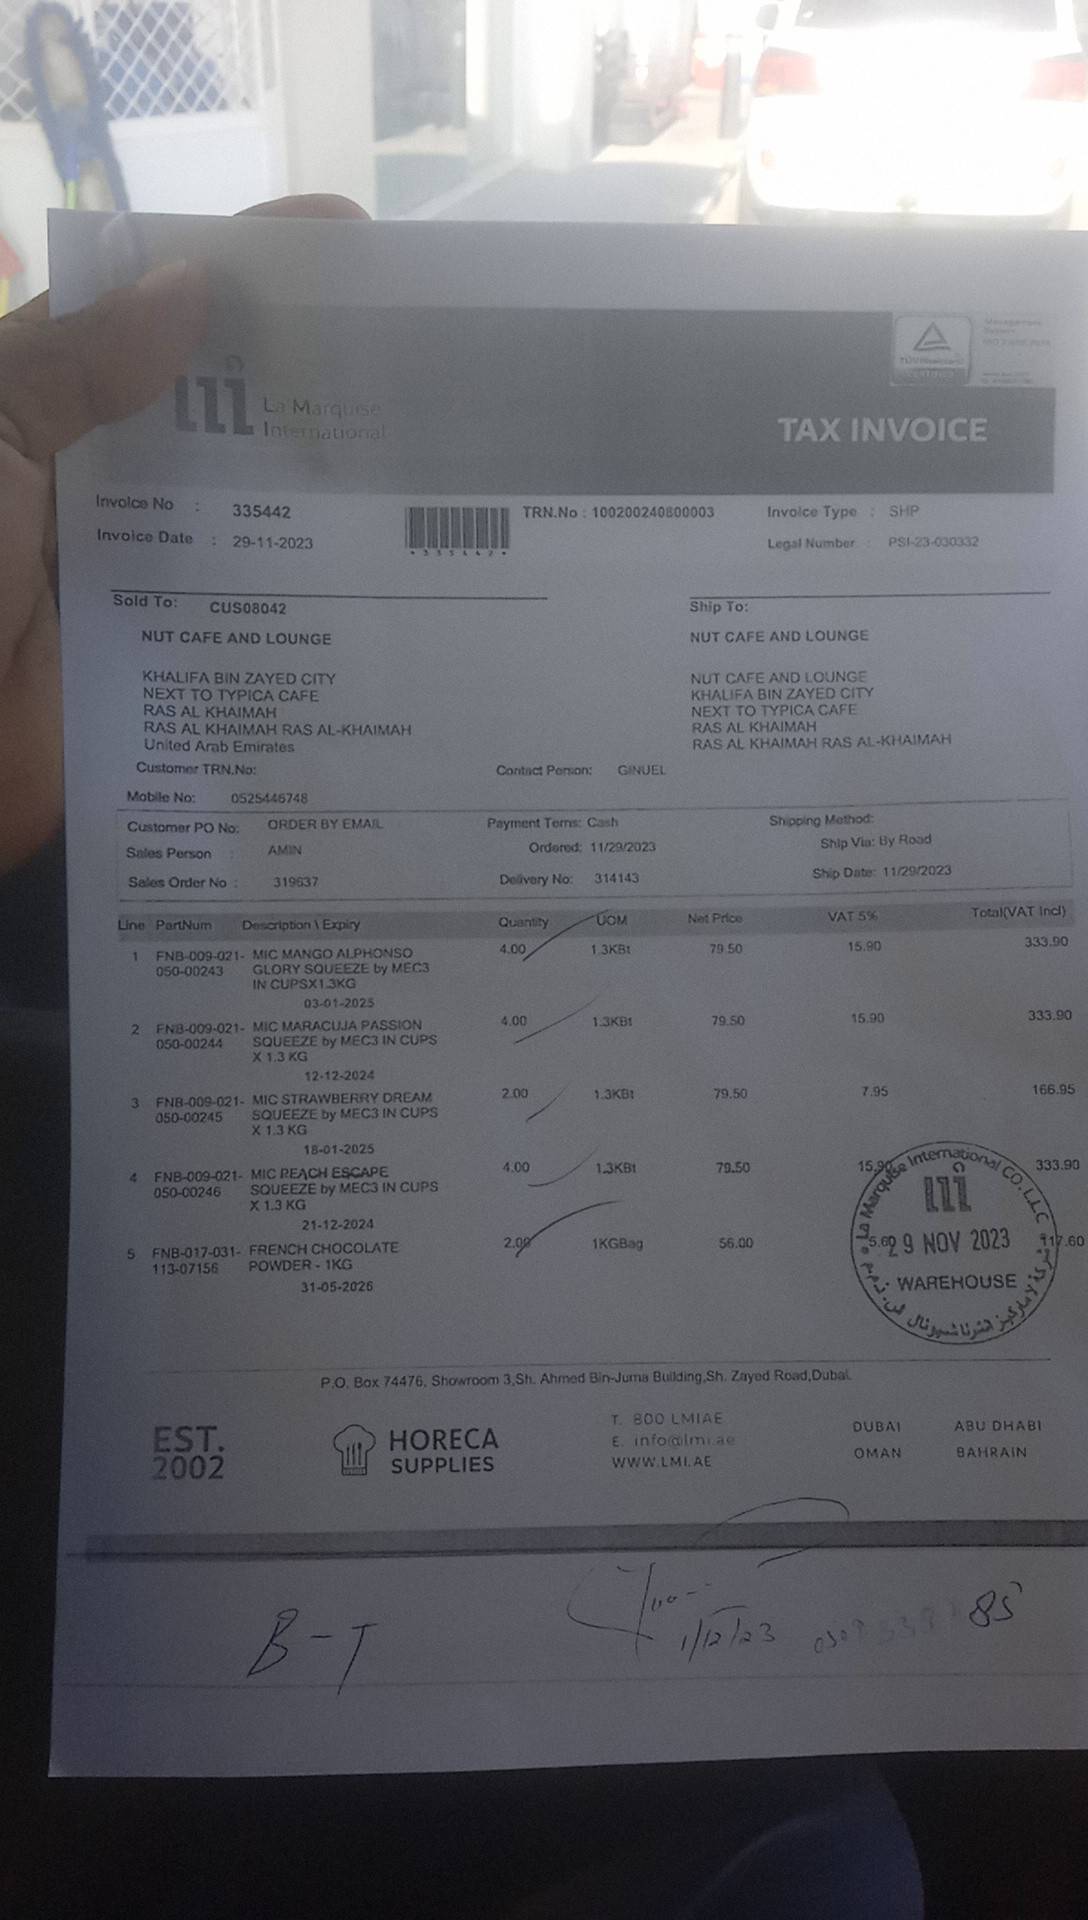 La Marquise
International
TAX INVOICE
Invoice No : 335442
Invoice Date : 29-11-2023
*335442*
TRN.No : 100200240800003
Invoice Type : SHP
Legal Number : PSI-23-030332
Sold To: CUS08042
NUT CAFE AND LOUNGE
KHALIFA BIN ZAYED CITY
NEXT TO TYPICA CAFE
RAS AL KHAIMAH
RAS AL KHAIMAH RAS AL-KHAIMAH
United Arab Emirates
Ship To:
NUT CAFE AND LOUNGE
NUT CAFE AND LOUNGE
KHALIFA BIN ZAYED CITY
NEXT TO TYPICA CAFE
RAS AL KHAIMAH
RAS AL KHAIMAH RAS AL-KHAIMAH
Customer TRN.No:
Contact Person: GINUEL
Mobile No: 0525446748
Customer PO No: ORDER BY EMAIL Payment Tems: Cash Shipping Method:
Sales Person : AMIN Ordered: 11/29/2023 Ship Via: By Road
Sales Order No : 319637 Delivery No: 314143 Ship Date: 11/29/2023
Line PartNum Description \ Expiry Quantity UOM Net Price VAT 5% Total(VAT Incl)
1 FNB-009-021- MIC MANGO ALPHONSO 4.00 1.3KBt 79.50 15.90 333.90
050-00243 GLORY SQUEEZE by MEC3
IN CUPSX1.3KG
03-01-2025
2 FNB-009-021- MIC MARACUJA PASSION 4.00 1.3KBt 79.50 15.90 333.90
050-00244 SQUEEZE by MEC3 IN CUPS
X 1.3 KG
12-12-2024
3 FNB-009-021- MIC STRAWBERRY DREAM 2.00 1.3KBt 79.50 7.95 166.95
050-00245 SQUEEZE by MEC3 IN CUPS
X 1.3 KG
18-01-2025
4 FNB-009-021- MIC PEACH ESCAPE 4.00 1.3KBt 79.50 15.90 333.90
050-00246 SQUEEZE by MEC3 IN CUPS
X 1.3 KG
21-12-2024
5 FNB-017-031- FRENCH CHOCOLATE 2.00 1KGBag 56.00 5.60 117.60
113-07156 POWDER - 1KG
31-05-2026
La Marquise International CO. L.L.C
29 NOV 2023
WAREHOUSE
P.O. Box 74476, Showroom 3,Sh. Ahmed Bin-Juma Building,Sh. Zayed Road,Dubai.
EST.
2002
HORECA
SUPPLIES
T. 800 LMIAE
E. info@lmi.ae
WWW.LMI.AE
DUBAI ABU DHABI
OMAN BAHRAIN
B-T
1/12/23
85